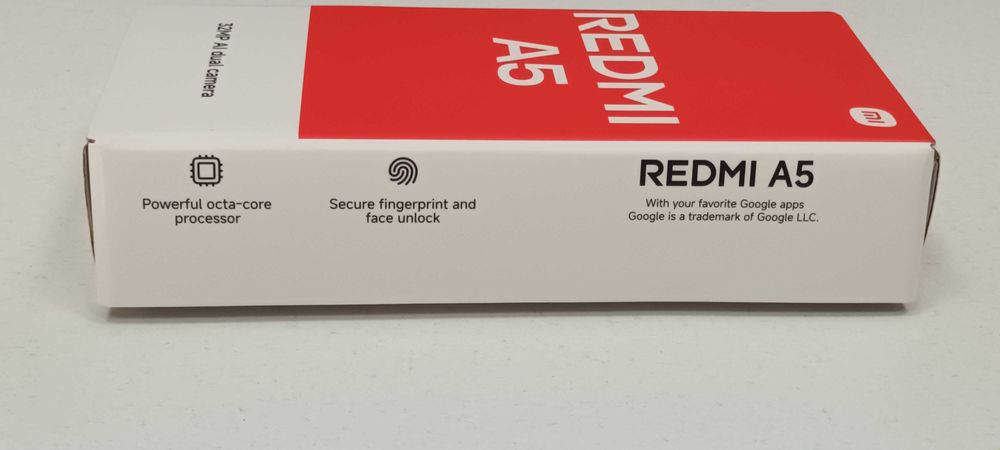 32MP AI dual camera
REDMI
A5
mi
Powerful octa-core
processor
Secure fingerprint and
face unlock
REDMI A5
With your favorite Google apps
Google is a trademark of Google LLC.